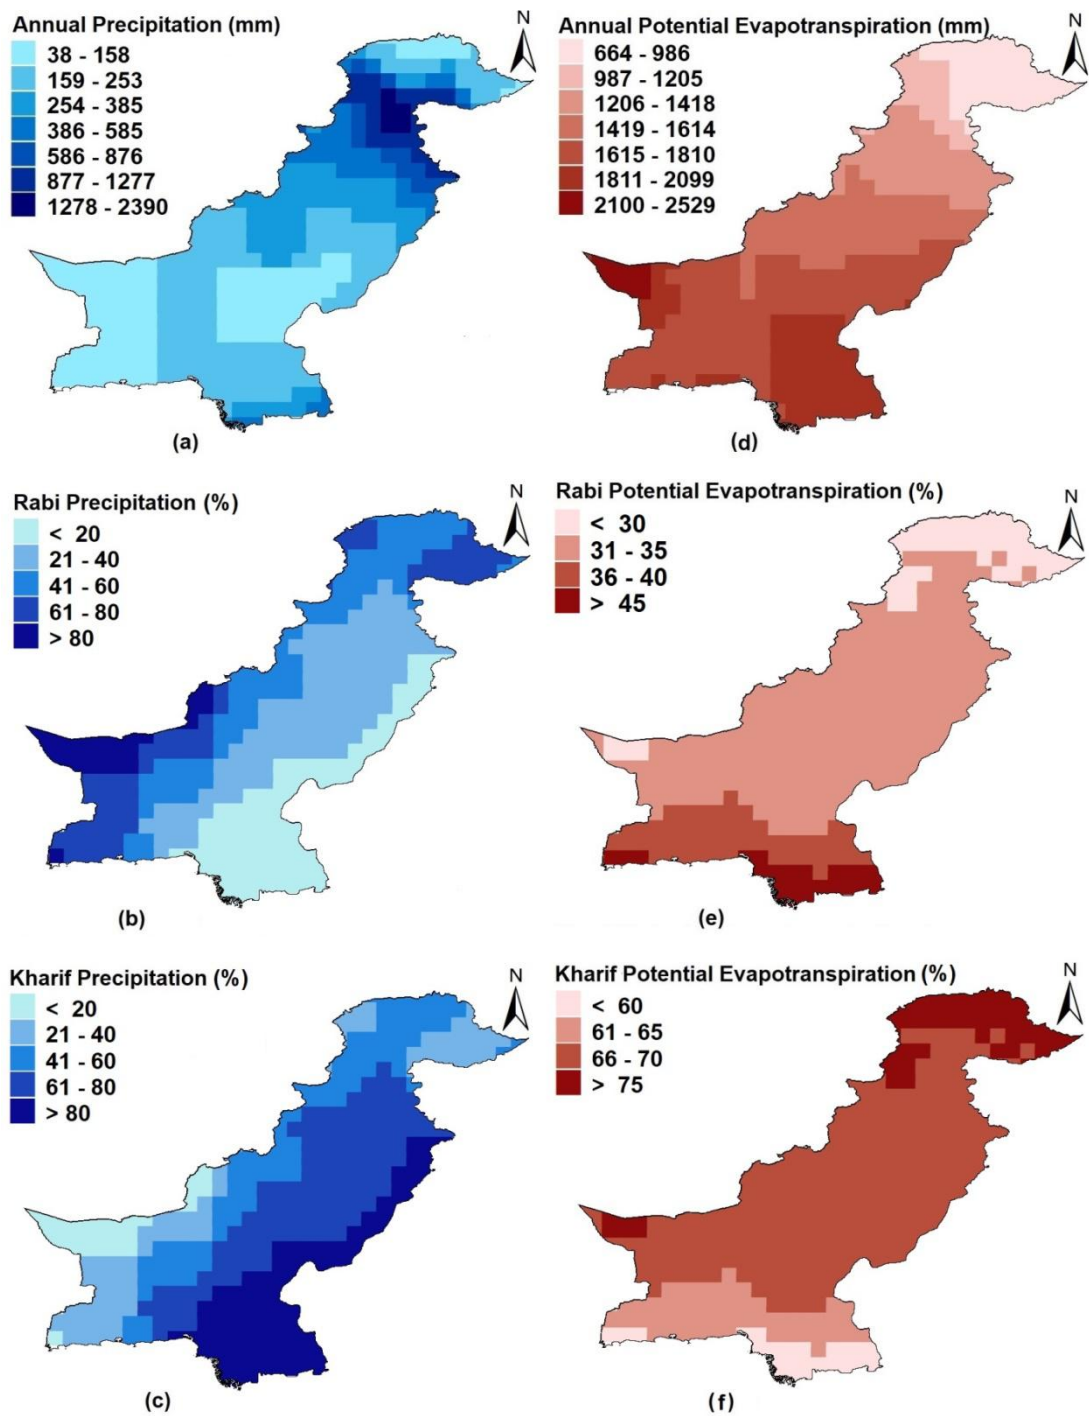 Annual Precipitation (mm)
38 - 158
159 - 253
254 - 385
386 - 585
586 - 876
877 - 1277
1278 - 2390
N
(a)
Annual Potential Evapotranspiration (mm)
664 - 986
987 - 1205
1206 - 1418
1419 - 1614
1615 - 1810
1811 - 2099
2100 - 2529
N
(d)
Rabi Precipitation (%)
< 20
21 - 40
41 - 60
61 - 80
> 80
N
(b)
Rabi Potential Evapotranspiration (%)
< 30
31 - 35
36 - 40
> 45
N
(e)
Kharif Precipitation (%)
< 20
21 - 40
41 - 60
61 - 80
> 80
N
(c)
Kharif Potential Evapotranspiration (%)
< 60
61 - 65
66 - 70
> 75
N
(f)